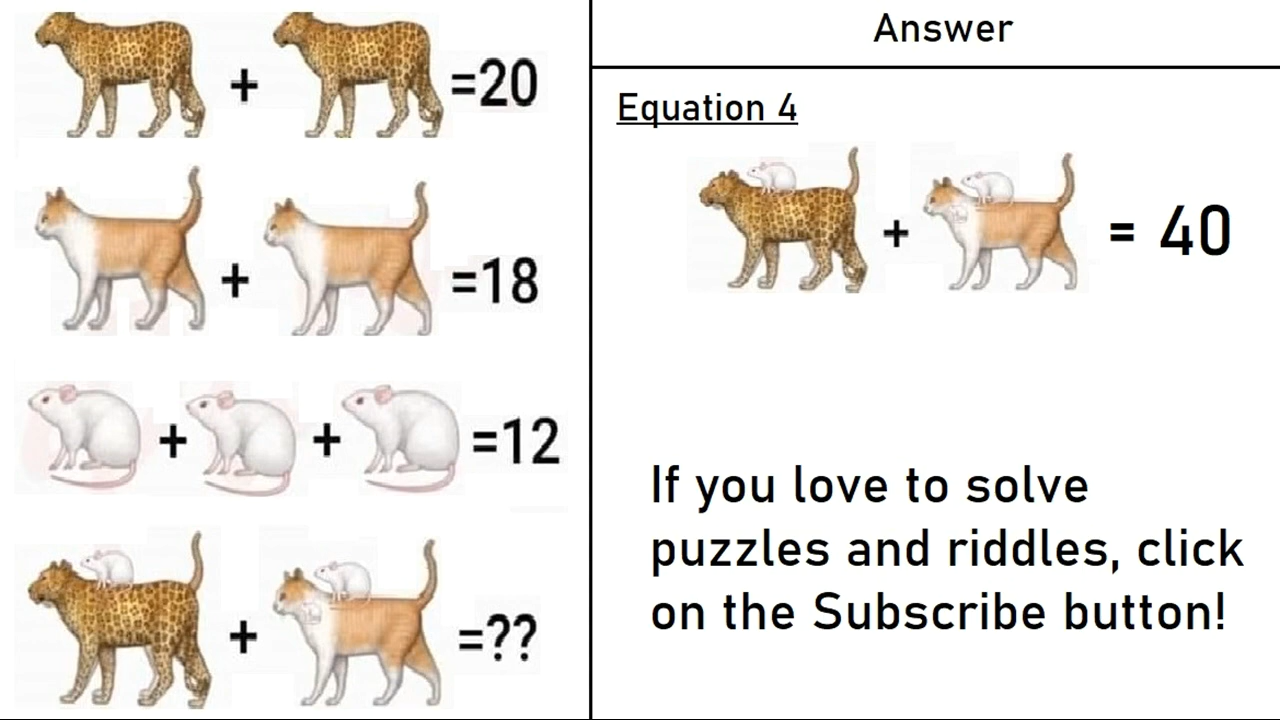 + =20
+ =18
+ + =12
+ =??
Answer
Equation 4
+ = 40
If you love to solve
puzzles and riddles, click
on the Subscribe button!